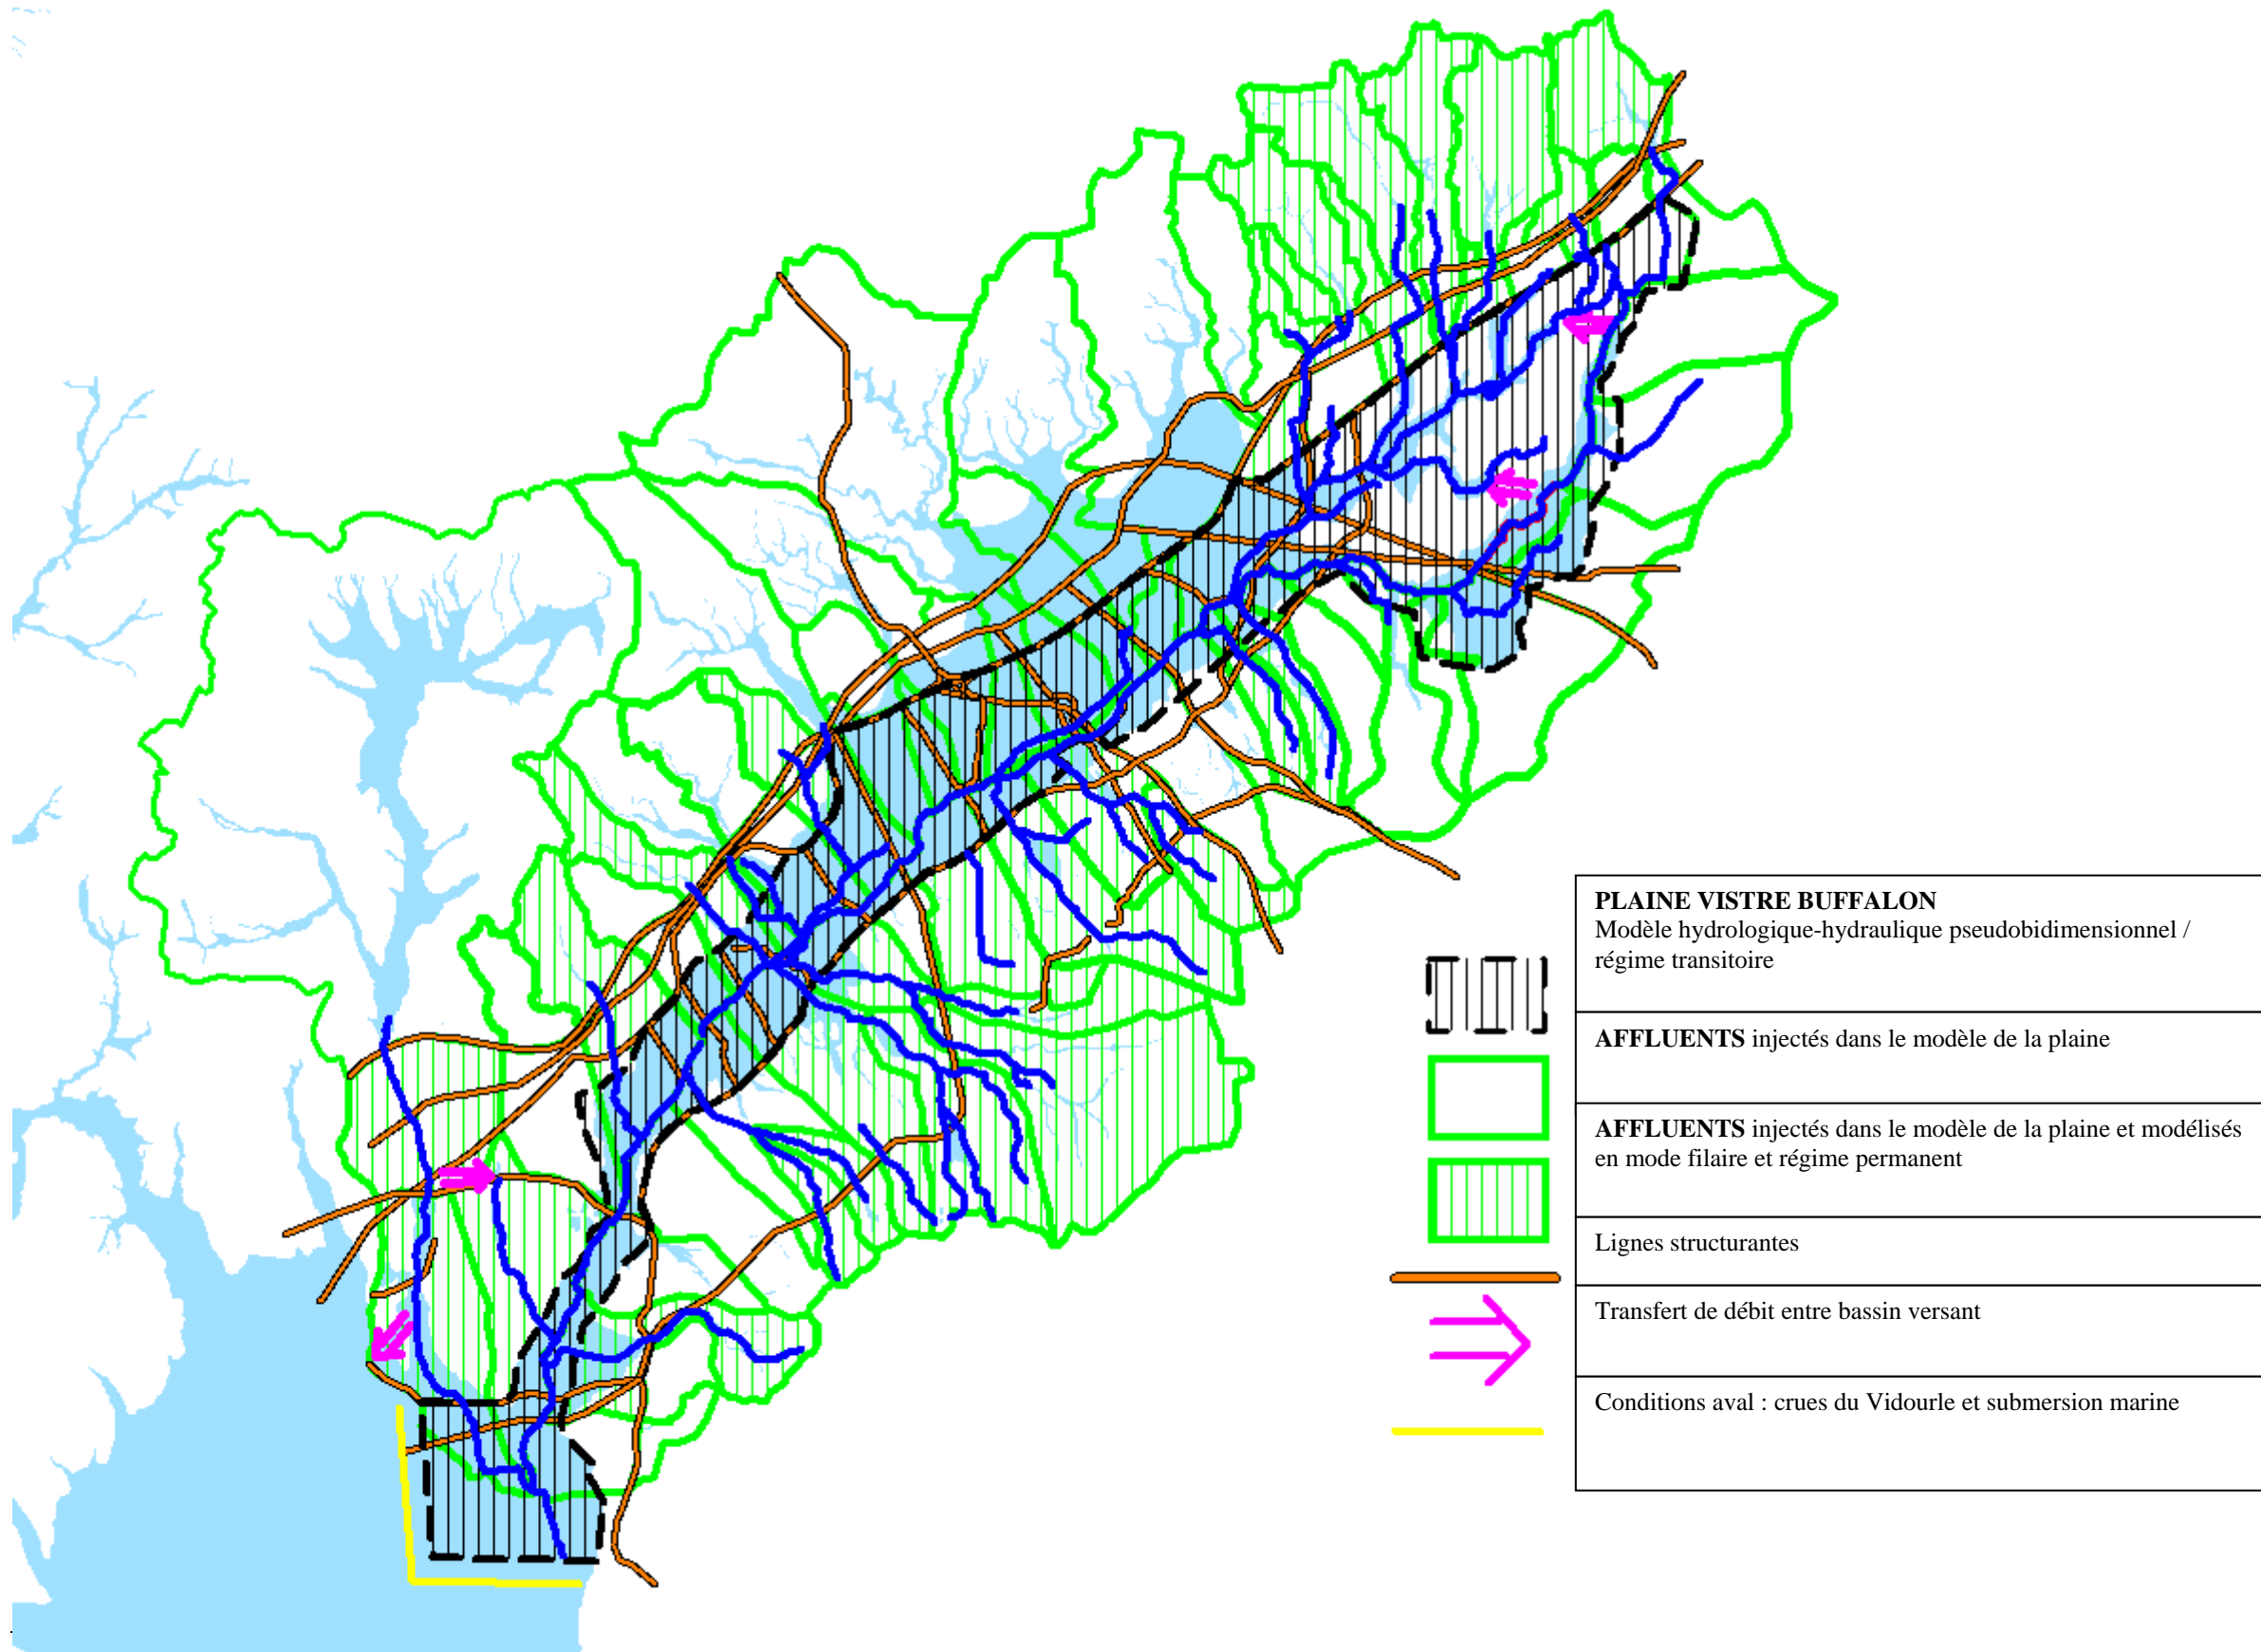 PLAINE VISTRE BUFFALON
Modèle hydrologique-hydraulique pseudobidimensionnel /
régime transitoire
AFFLUENTS injectés dans le modèle de la plaine
AFFLUENTS injectés dans le modèle de la plaine et modélisés
en mode filaire et régime permanent
Lignes structurantes
Transfert de débit entre bassin versant
Conditions aval : crues du Vidourle et submersion marine